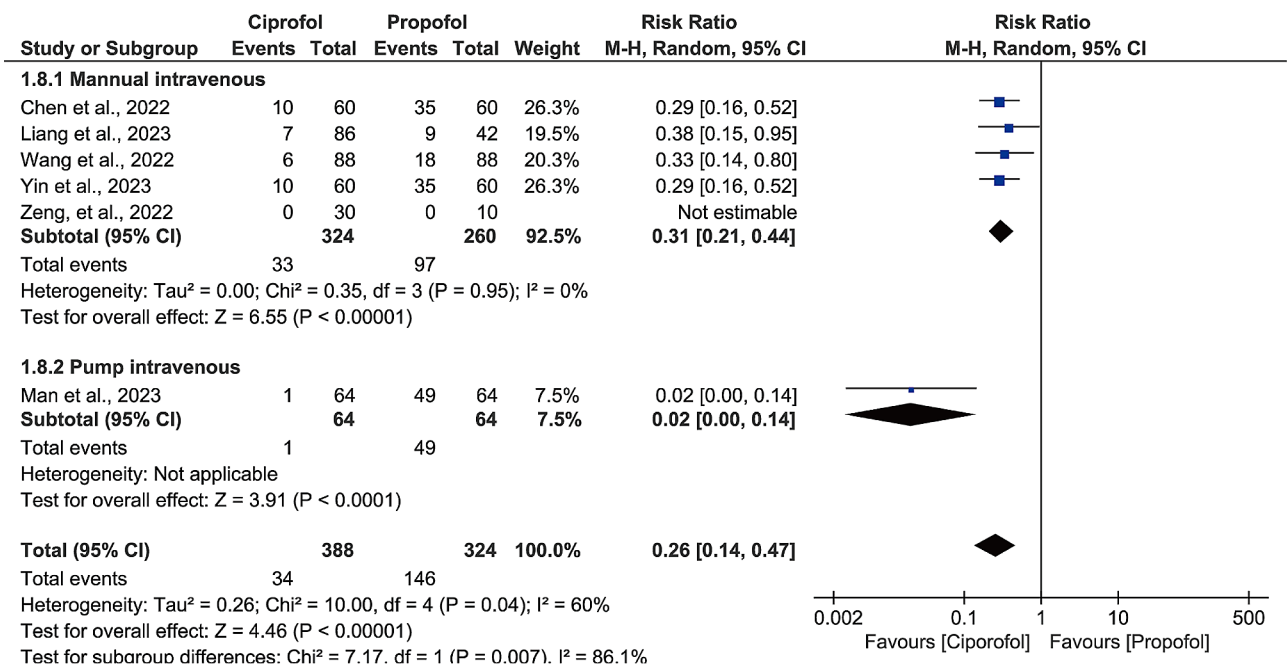 Ciprofol Propofol Risk Ratio Risk Ratio
Study or Subgroup Events Total Events Total Weight M-H, Random, 95% CI M-H, Random, 95% CI
1.8.1 Mannual intravenous
Chen et al., 2022 10 60 35 60 26.3% 0.29 [0.16, 0.52]
Liang et al., 2023 7 86 9 42 19.5% 0.38 [0.15, 0.95]
Wang et al., 2022 6 88 18 88 20.3% 0.33 [0.14, 0.80]
Yin et al., 2023 10 60 35 60 26.3% 0.29 [0.16, 0.52]
Zeng, et al., 2022 0 30 0 10 Not estimable
Subtotal (95% CI) 324 260 92.5% 0.31 [0.21, 0.44]
Total events 33 97
Heterogeneity: Tau² = 0.00; Chi² = 0.35, df = 3 (P = 0.95); I² = 0%
Test for overall effect: Z = 6.55 (P < 0.00001)
1.8.2 Pump intravenous
Man et al., 2023 1 64 49 64 7.5% 0.02 [0.00, 0.14]
Subtotal (95% CI) 64 64 7.5% 0.02 [0.00, 0.14]
Total events 1 49
Heterogeneity: Not applicable
Test for overall effect: Z = 3.91 (P < 0.0001)
Total (95% CI) 388 324 100.0% 0.26 [0.14, 0.47]
Total events 34 146
Heterogeneity: Tau² = 0.26; Chi² = 10.00, df = 4 (P = 0.04); I² = 60%
Test for overall effect: Z = 4.46 (P < 0.00001)
Test for subgroup differences: Chi² = 7.17, df = 1 (P = 0.007), I² = 86.1%
0.002 0.1 1 10 500
Favours [Ciporofol] Favours [Propofol]